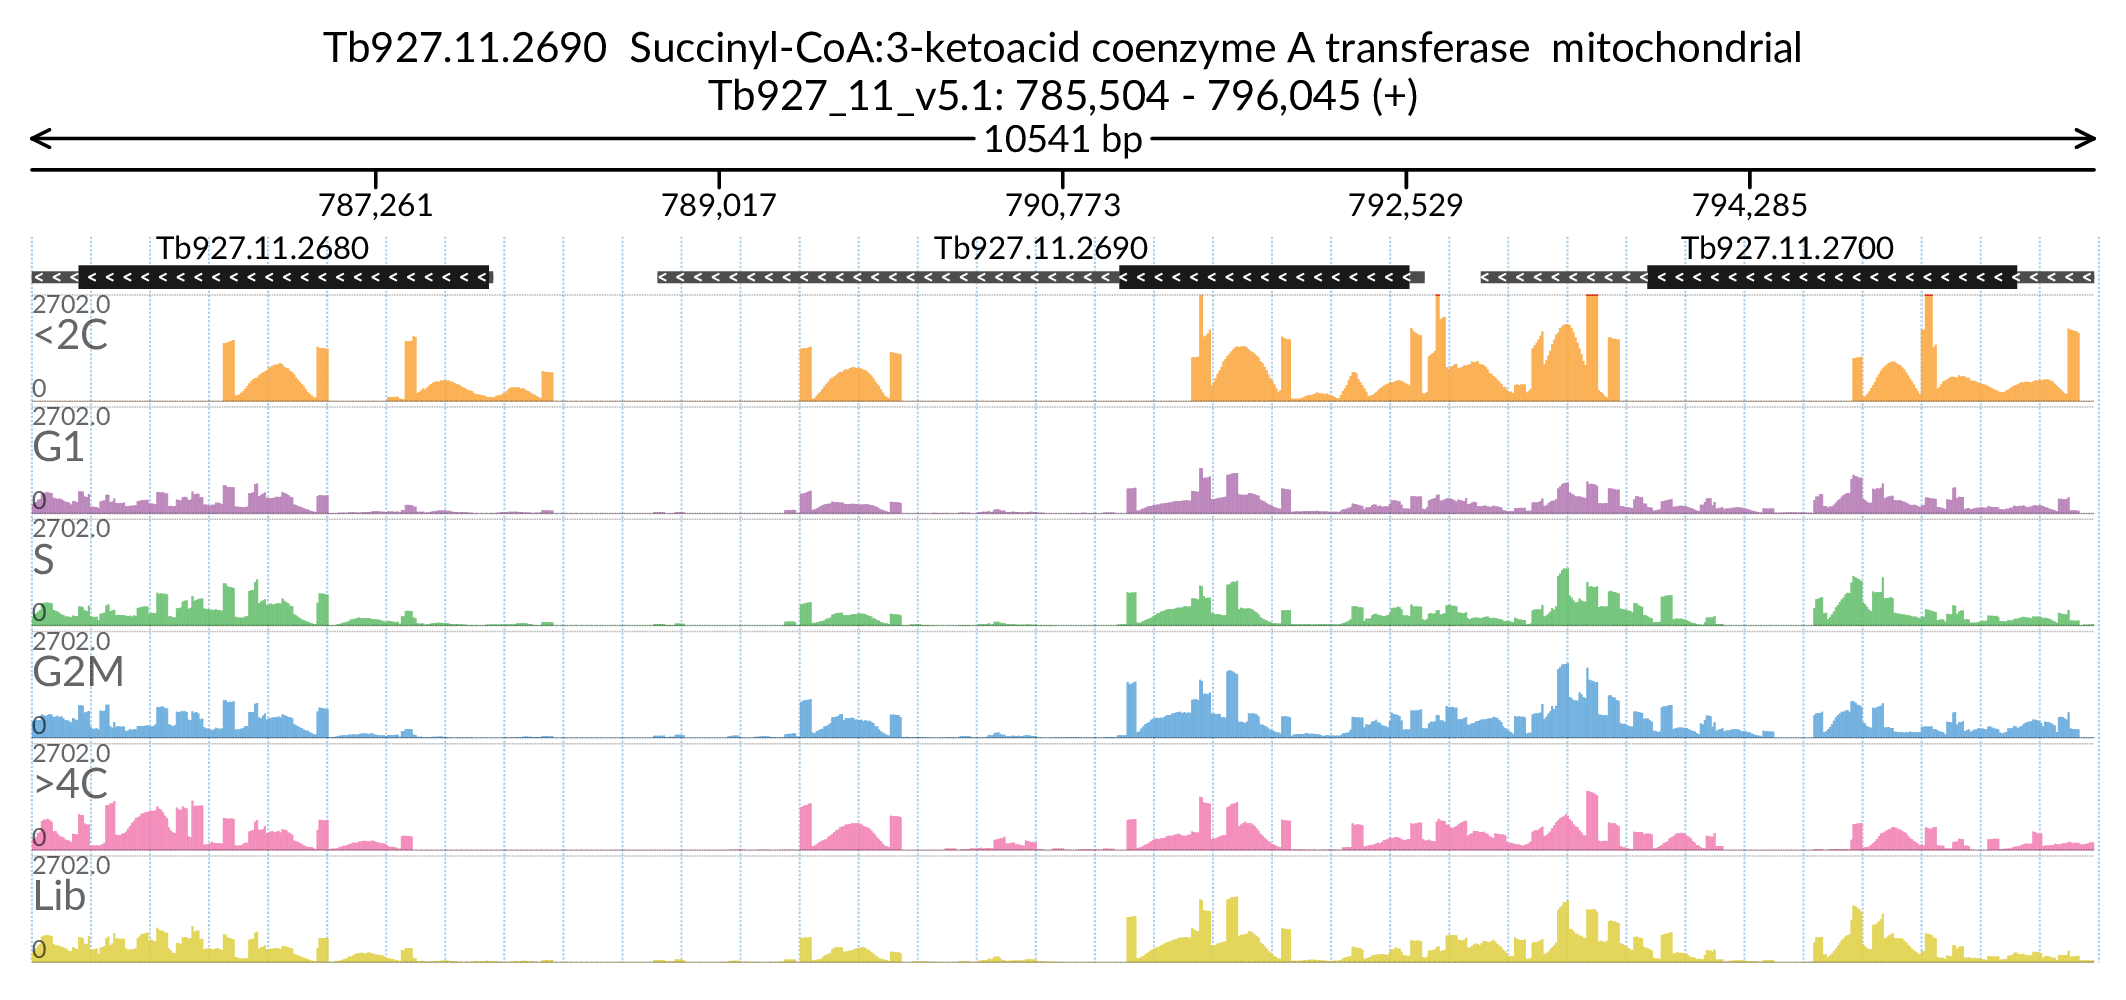 Tb927.11.2690  Succinyl-CoA:3-ketoacid coenzyme A transferase  mitochondrial
Tb927_11_v5.1: 785,504 - 796,045 (+)
10541 bp
787,261 789,017 790,773 792,529 794,285
Tb927.11.2680 Tb927.11.2690 Tb927.11.2700
2702.0
<2C
0
2702.0
G1
0
2702.0
S
0
2702.0
G2M
0
2702.0
>4C
0
2702.0
Lib
0